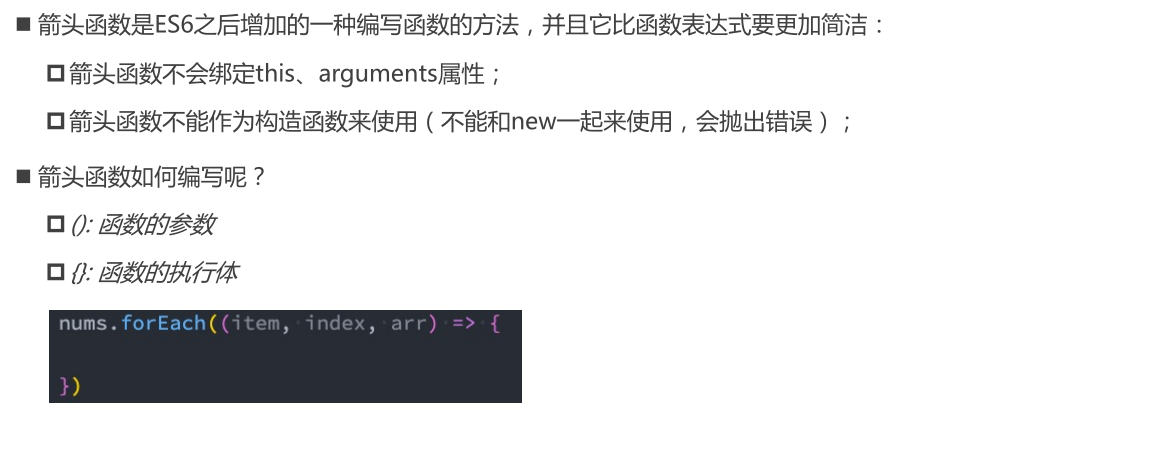 ■ 箭头函数是ES6之后增加的一种编写函数的方法，并且它比函数表达式要更加简洁：
箭头函数不会绑定this、arguments属性；
箭头函数不能作为构造函数来使用（不能和new一起来使用，会抛出错误）；
■ 箭头函数如何编写呢？
(): 函数的参数
{}: 函数的执行体
nums.forEach((item, index, arr) => {
})